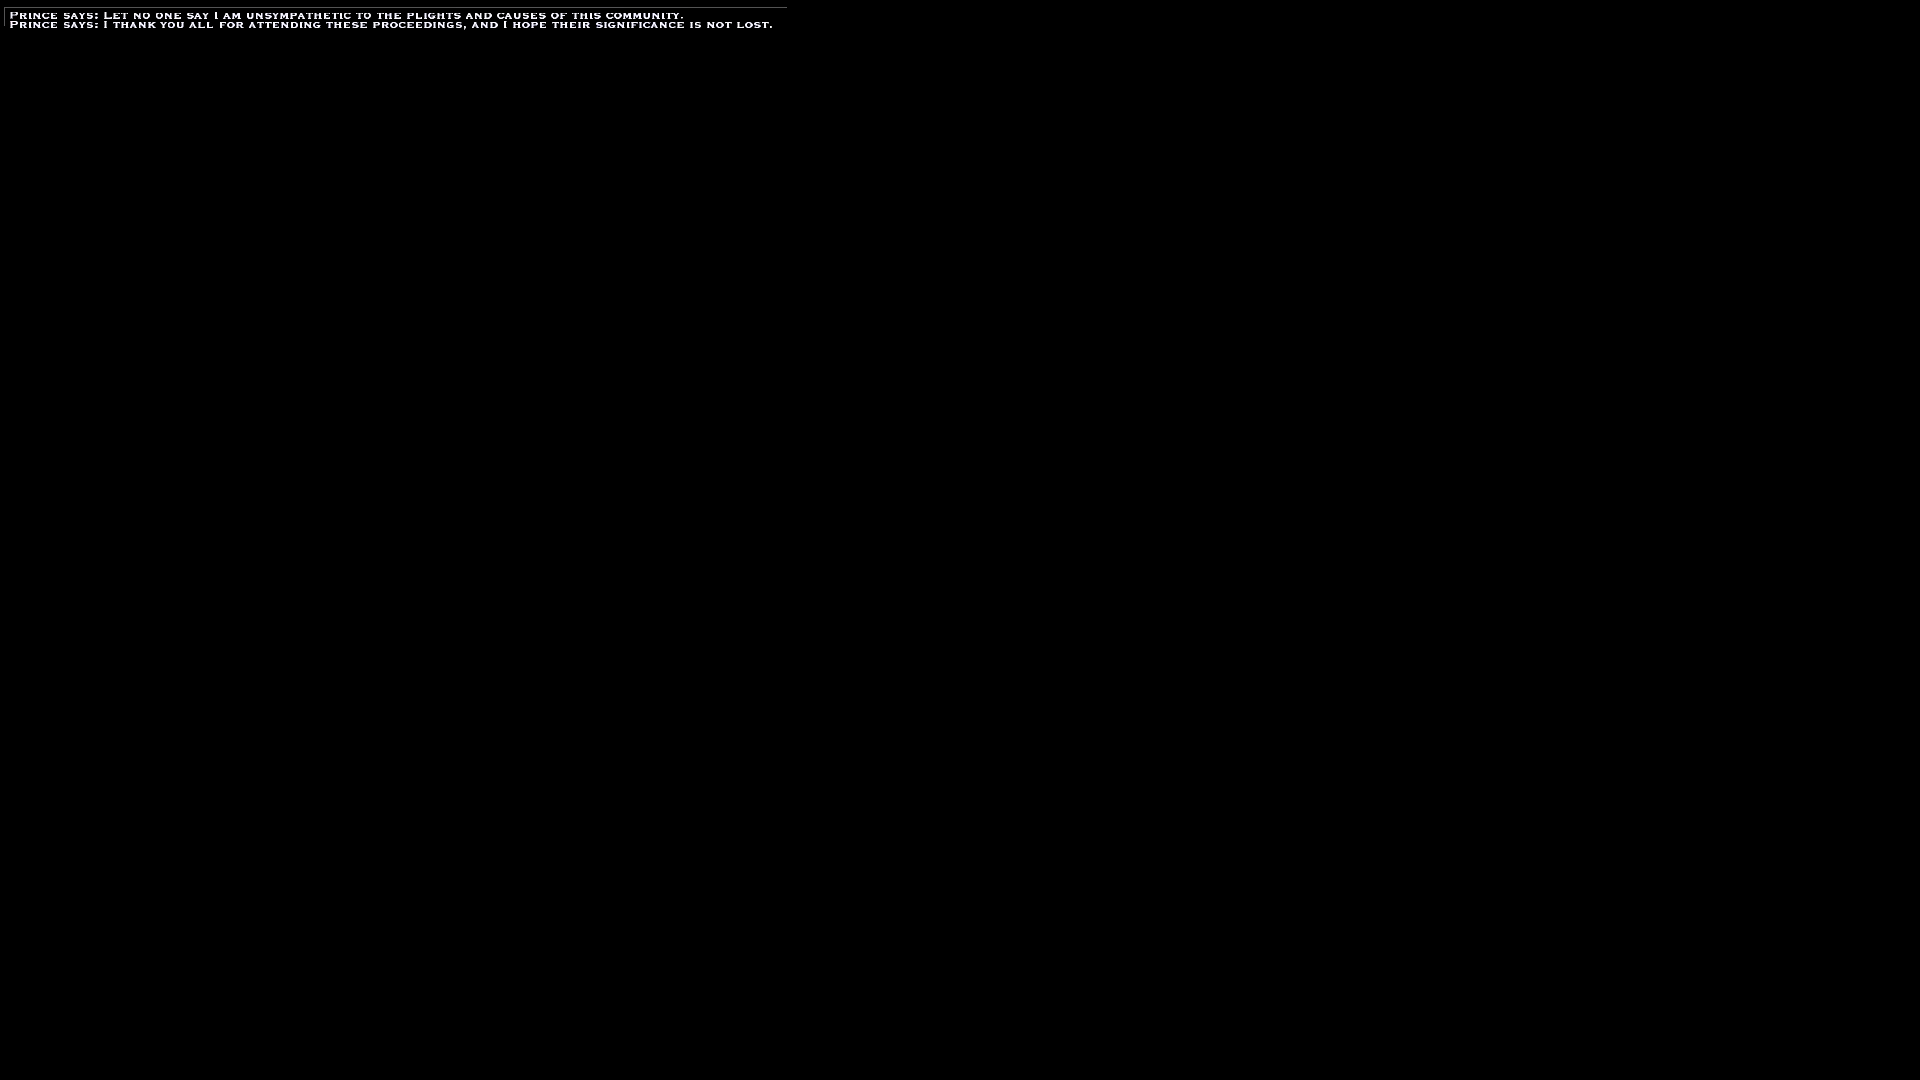 Prince says: Let no one say I am unsympathetic to the plights and causes of this community.
Prince says: I thank you all for attending these proceedings, and I hope their significance is not lost.